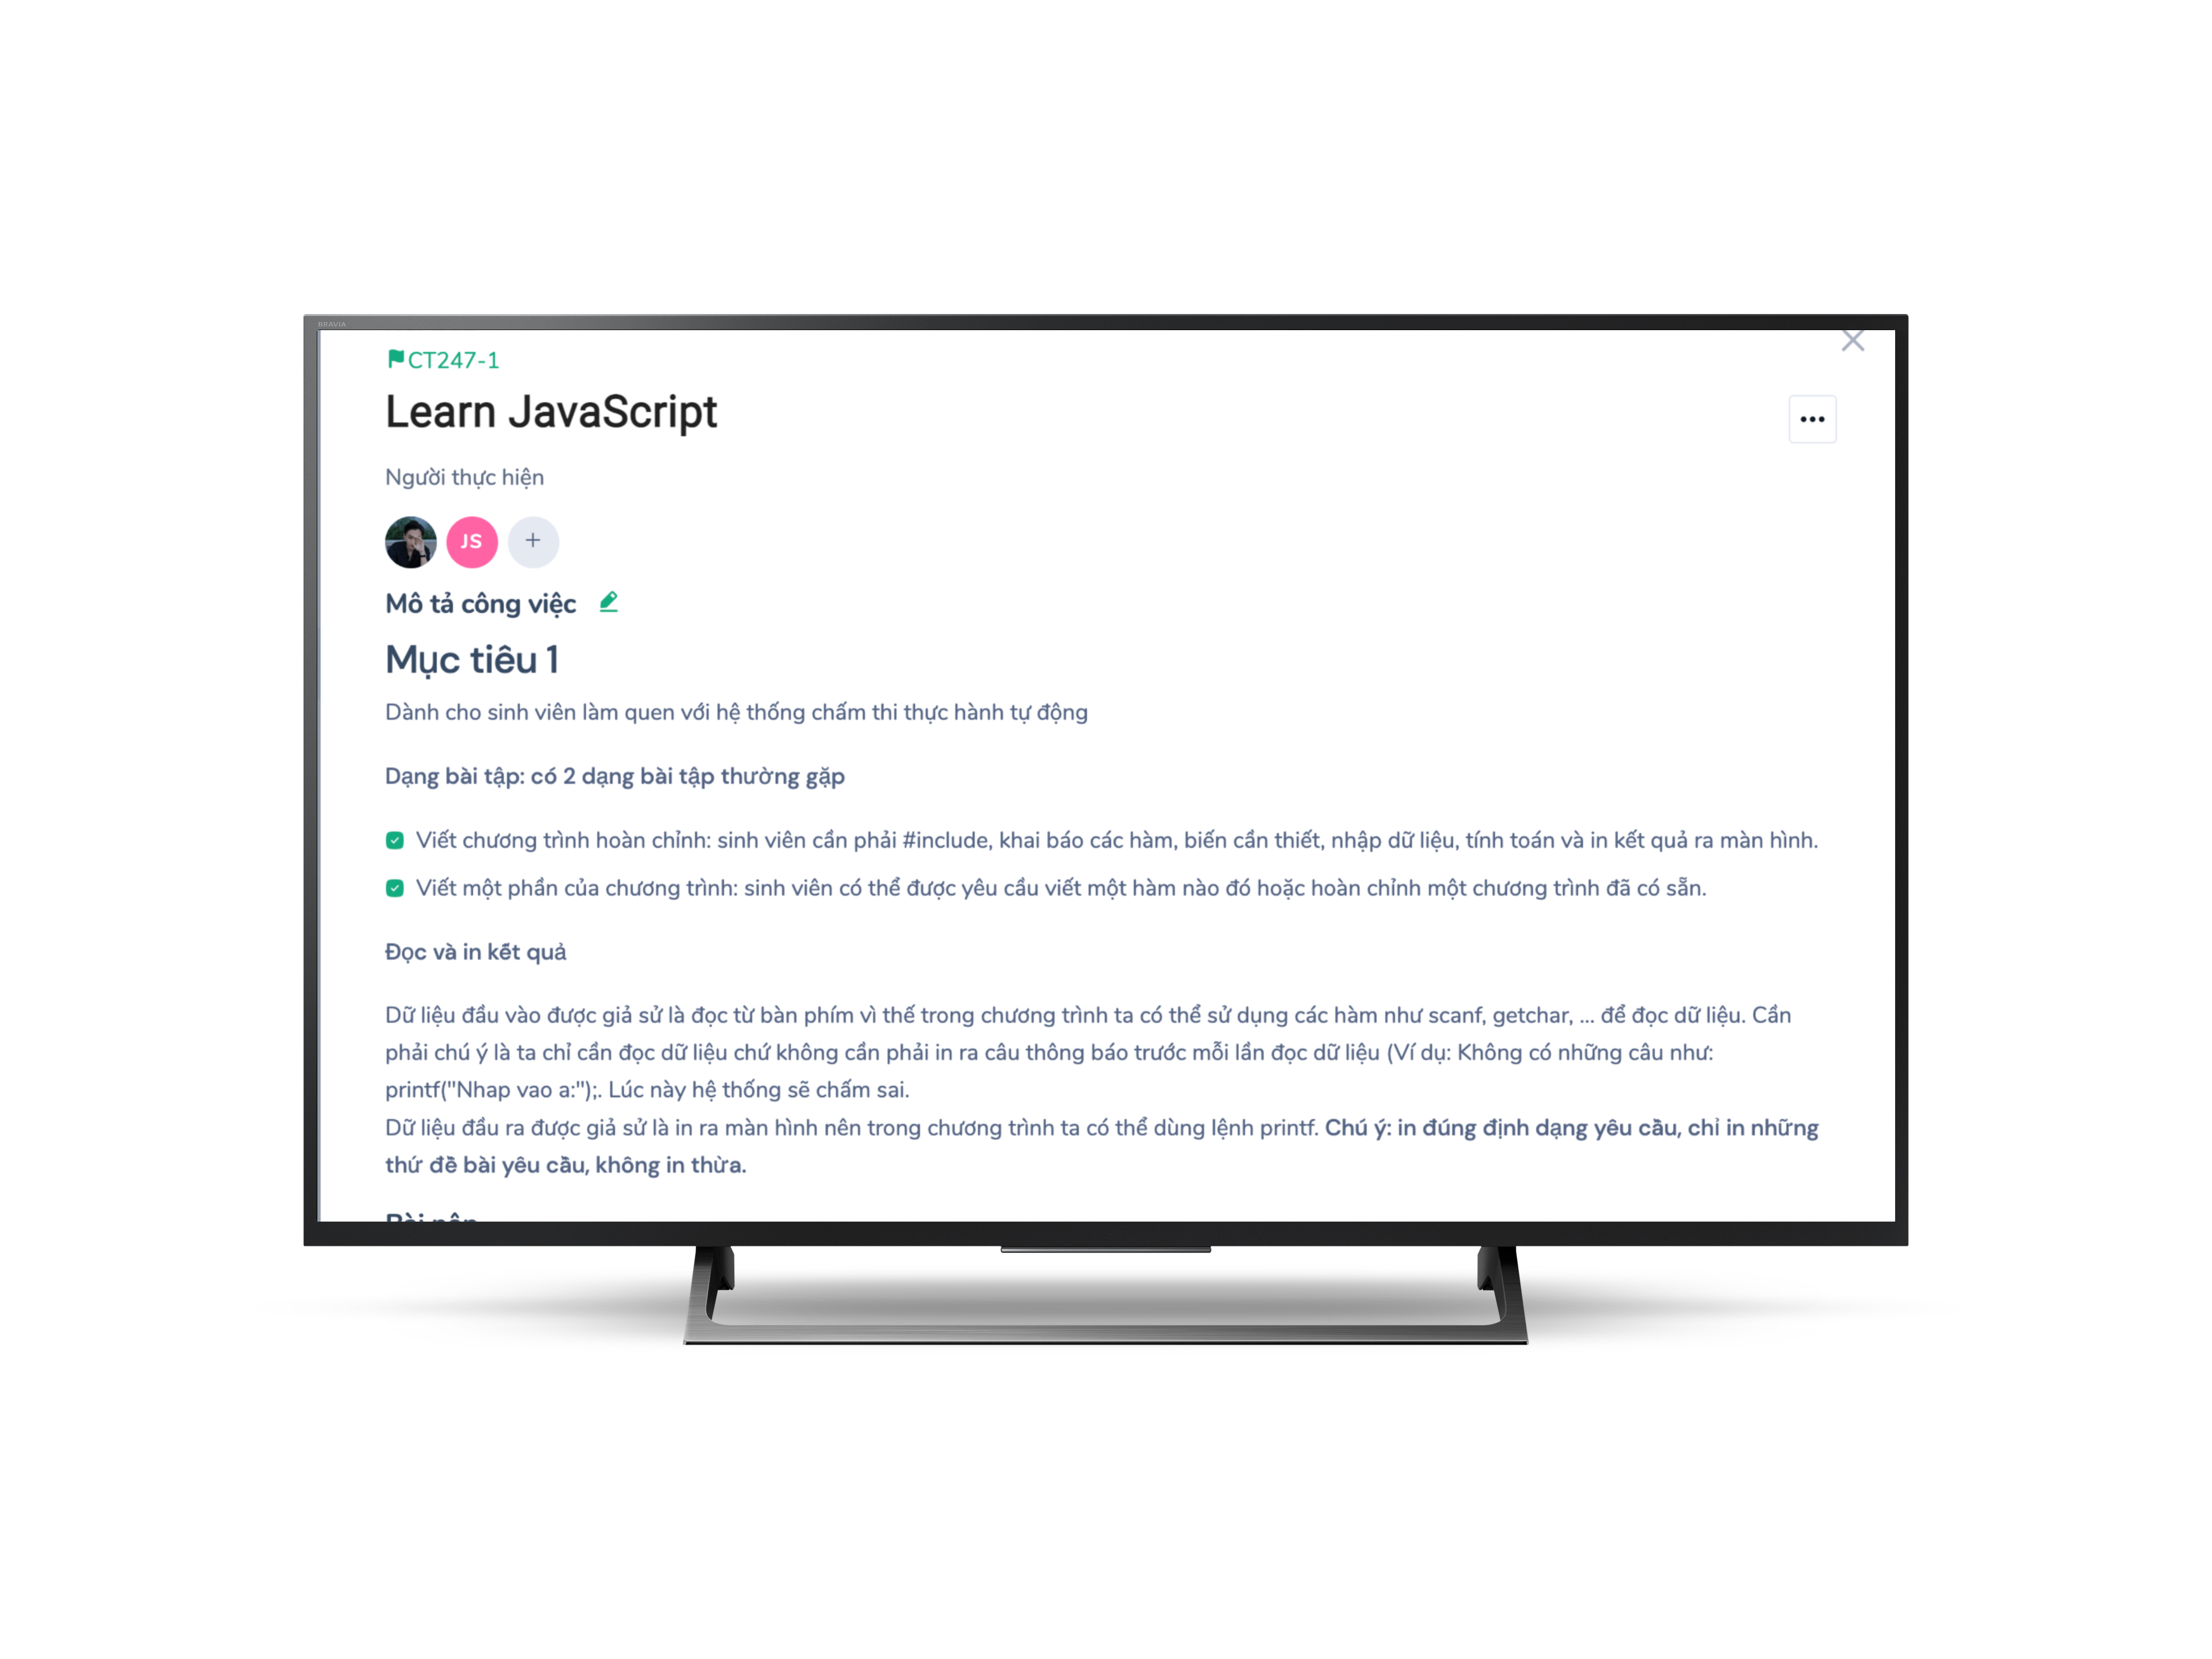 BRAVIA
CT247-1
Learn JavaScript
Người thực hiện
JS
Mô tả công việc
Mục tiêu 1
Dành cho sinh viên làm quen với hệ thống chấm thi thực hành tự động
Dạng bài tập: có 2 dạng bài tập thường gặp
Viết chương trình hoàn chỉnh: sinh viên cần phải #include, khai báo các hàm, biến cần thiết, nhập dữ liệu, tính toán và in kết quả ra màn hình.
Viết một phần của chương trình: sinh viên có thể được yêu cầu viết một hàm nào đó hoặc hoàn chỉnh một chương trình đã có sẵn.
Đọc và in kết quả
Dữ liệu đầu vào được giả sử là đọc từ bàn phím vì thế trong chương trình ta có thể sử dụng các hàm như scanf, getchar, ... để đọc dữ liệu. Cần
phải chú ý là ta chỉ cần đọc dữ liệu chứ không cần phải in ra câu thông báo trước mỗi lần đọc dữ liệu (Ví dụ: Không có những câu như:
printf("Nhap vao a:");. Lúc này hệ thống sẽ chấm sai.
Dữ liệu đầu ra được giả sử là in ra màn hình nên trong chương trình ta có thể dùng lệnh printf. Chú ý: in đúng định dạng yêu cầu, chỉ in những
thứ đề bài yêu cầu, không in thừa.